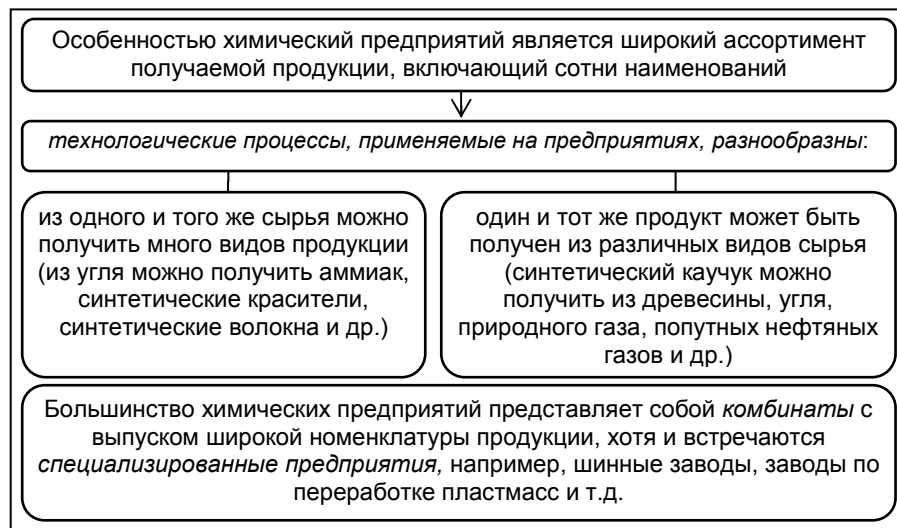 Особенностью химический предприятий является широкий ассортимент
получаемой продукции, включающий сотни наименований
технологические процессы, применяемые на предприятиях, разнообразны:
из одного и того же сырья можно
получить много видов продукции
(из угля можно получить аммиак,
синтетические красители,
синтетические волокна и др.)
один и тот же продукт может быть
получен из различных видов сырья
(синтетический каучук можно
получить из древесины, угля,
природного газа, попутных нефтяных
газов и др.)
Большинство химических предприятий представляет собой комбинаты с
выпуском широкой номенклатуры продукции, хотя и встречаются
специализированные предприятия, например, шинные заводы, заводы по
переработке пластмасс и т.д.